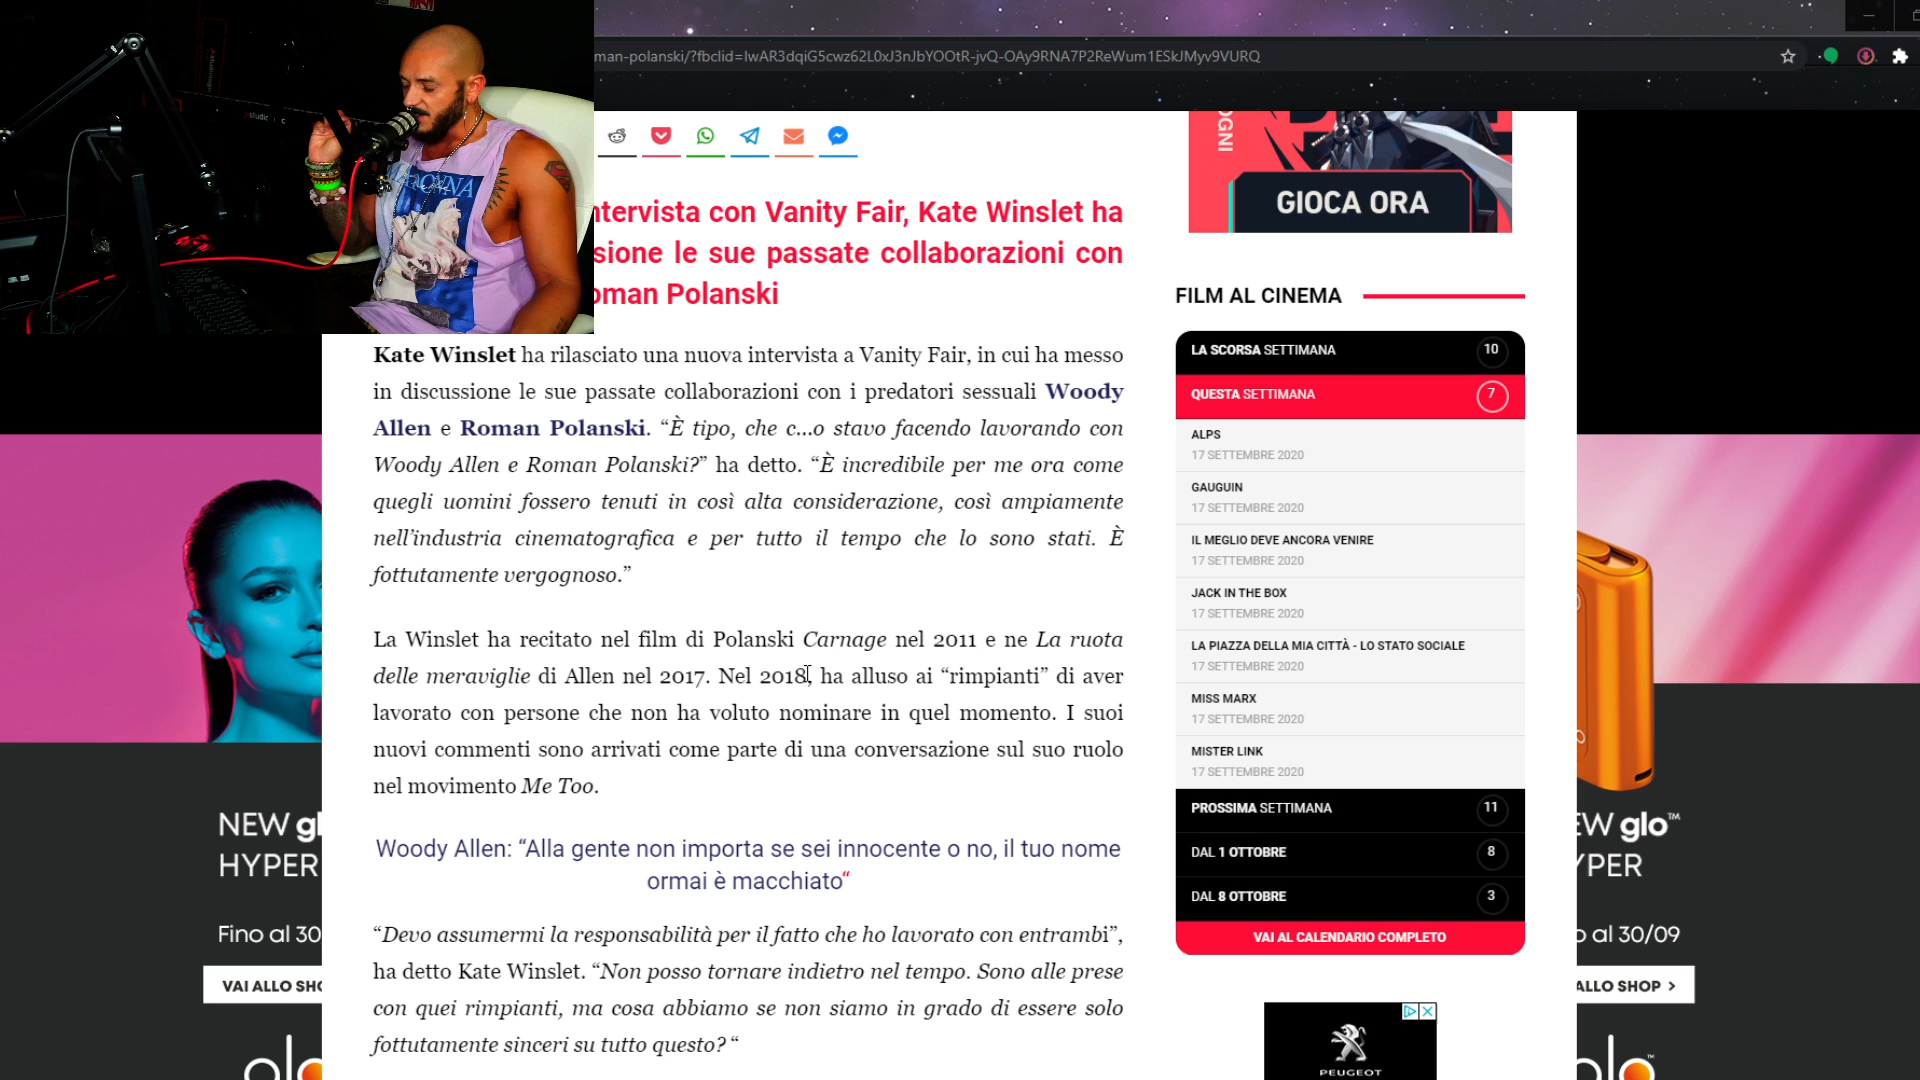 man-polanski/?fbclid=IwAR3dqiG5cwz62L0xJ3nJbYOOtR-jvQ-OAy9RNA7P2ReWum1ESkJMyv9VURQ
ntervista con Vanity Fair, Kate Winslet ha
sione le sue passate collaborazioni con
oman Polanski
Kate Winslet ha rilasciato una nuova intervista a Vanity Fair, in cui ha messo
in discussione le sue passate collaborazioni con i predatori sessuali Woody
Allen e Roman Polanski. “È tipo, che c...o stavo facendo lavorando con
Woody Allen e Roman Polanski?” ha detto. “È incredibile per me ora come
quegli uomini fossero tenuti in così alta considerazione, così ampiamente
nell’industria cinematografica e per tutto il tempo che lo sono stati. È
fottutamente vergognoso.”
La Winslet ha recitato nel film di Polanski Carnage nel 2011 e ne La ruota
delle meraviglie di Allen nel 2017. Nel 2018, ha alluso ai “rimpianti” di aver
lavorato con persone che non ha voluto nominare in quel momento. I suoi
nuovi commenti sono arrivati come parte di una conversazione sul suo ruolo
nel movimento Me Too.
Woody Allen: “Alla gente non importa se sei innocente o no, il tuo nome
ormai è macchiato“
“Devo assumermi la responsabilità per il fatto che ho lavorato con entrambi”,
ha detto Kate Winslet. “Non posso tornare indietro nel tempo. Sono alle prese
con quei rimpianti, ma cosa abbiamo se non siamo in grado di essere solo
fottutamente sinceri su tutto questo? “
OGNI
GIOCA ORA
FILM AL CINEMA
LA SCORSA SETTIMANA 10
QUESTA SETTIMANA 7
ALPS
17 SETTEMBRE 2020
GAUGUIN
17 SETTEMBRE 2020
IL MEGLIO DEVE ANCORA VENIRE
17 SETTEMBRE 2020
JACK IN THE BOX
17 SETTEMBRE 2020
LA PIAZZA DELLA MIA CITTÀ - LO STATO SOCIALE
17 SETTEMBRE 2020
MISS MARX
17 SETTEMBRE 2020
MISTER LINK
17 SETTEMBRE 2020
PROSSIMA SETTIMANA 11
DAL 1 OTTOBRE 8
DAL 8 OTTOBRE 3
VAI AL CALENDARIO COMPLETO
PEUGEOT
NEW gl
HYPER
Fino al 30
VAI ALLO SHO
glo
EW glo™
YPER
o al 30/09
ALLO SHOP >